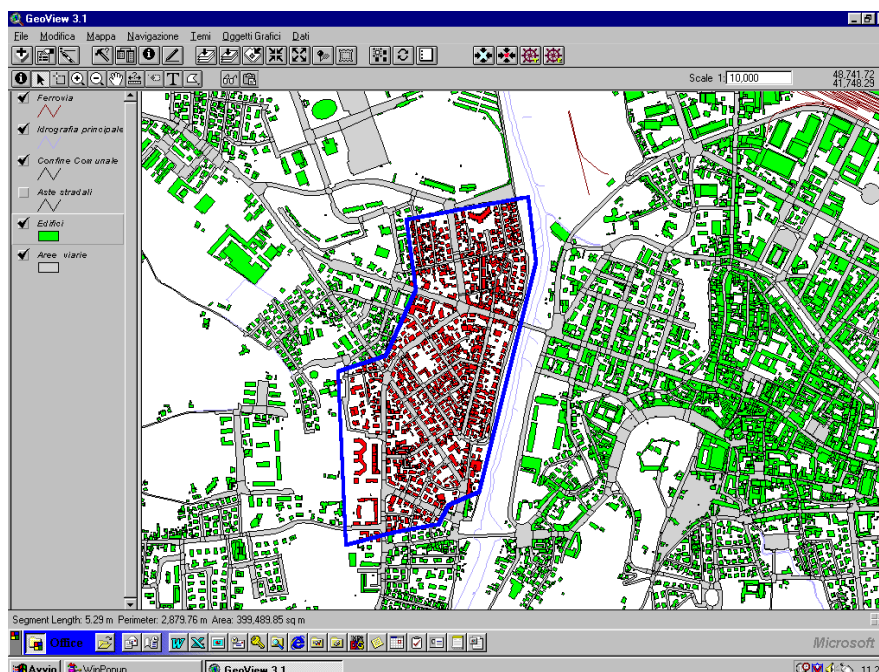 GeoView 3.1
File Modifica Mappa Navigazione Temi Oggetti Grafici Dati
Scale 1: 10,000
48,741.72
41,748.29
Ferrovia
Idrografia principale
Confine Comunale
Aste stradali
Edifici
Aree viarie
Segment Length: 5.29 m Perimeter: 2,879.76 m Area: 399,489.85 sq m
Office
Microsoft
Avvio WinPopup GeoView 3.1